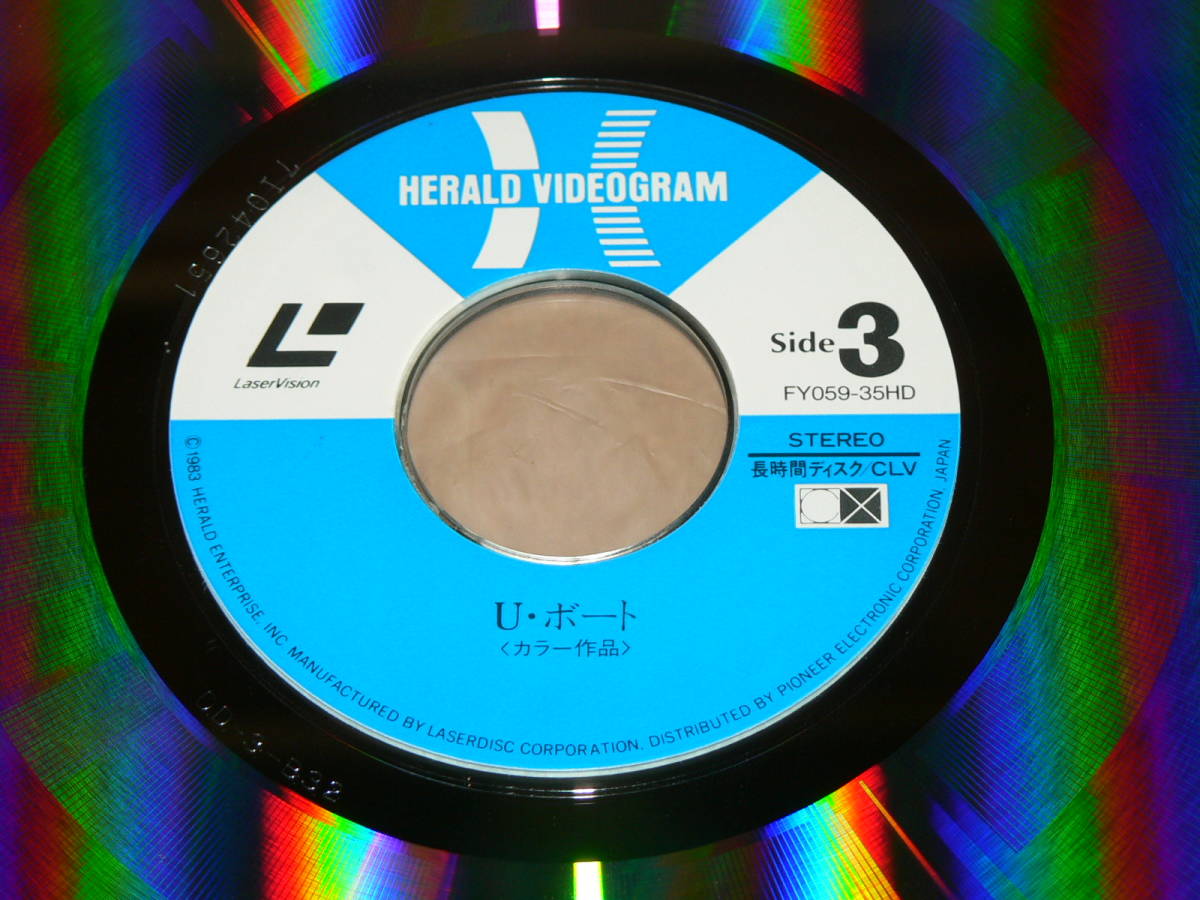 HERALD VIDEOGRAM
LaserVision
Side 3
FY059-35HD
STEREO
長時間ディスク/CLV
U・ボート
〈カラー作品〉
©1983 HERALD ENTERPRISE, INC. MANUFACTURED BY LASERDISC CORPORATION. DISTRIBUTED BY PIONEER ELECTRONIC CORPORATION, JAPAN
71042651